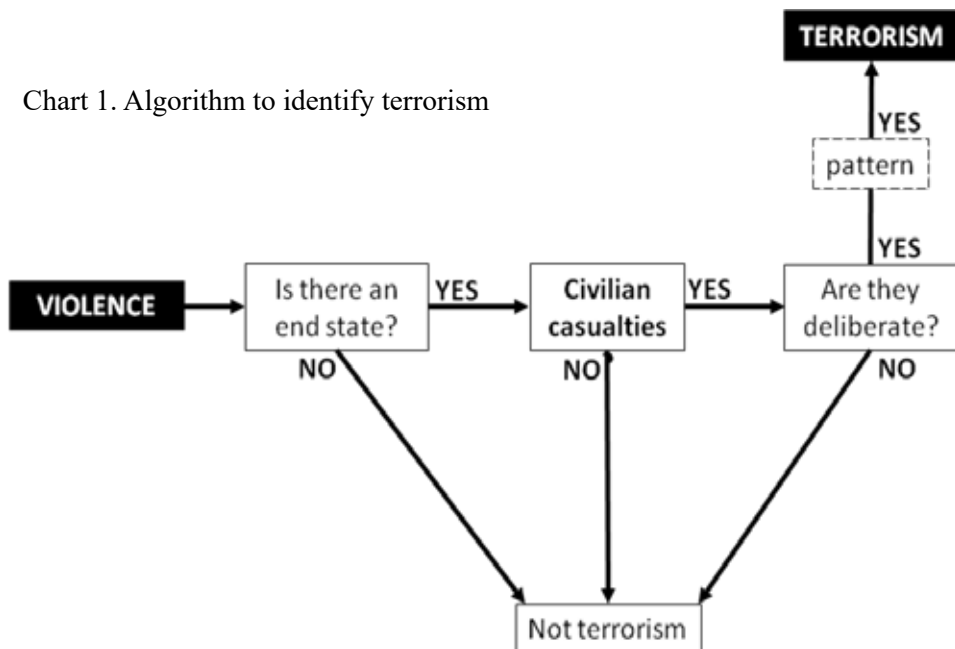 TERRORISM
Chart 1. Algorithm to identify terrorism
YES
pattern
YES
VIOLENCE
Is there an
end state?
YES
Civilian
casualties
YES
Are they
deliberate?
NO
NO
NO
Not terrorism